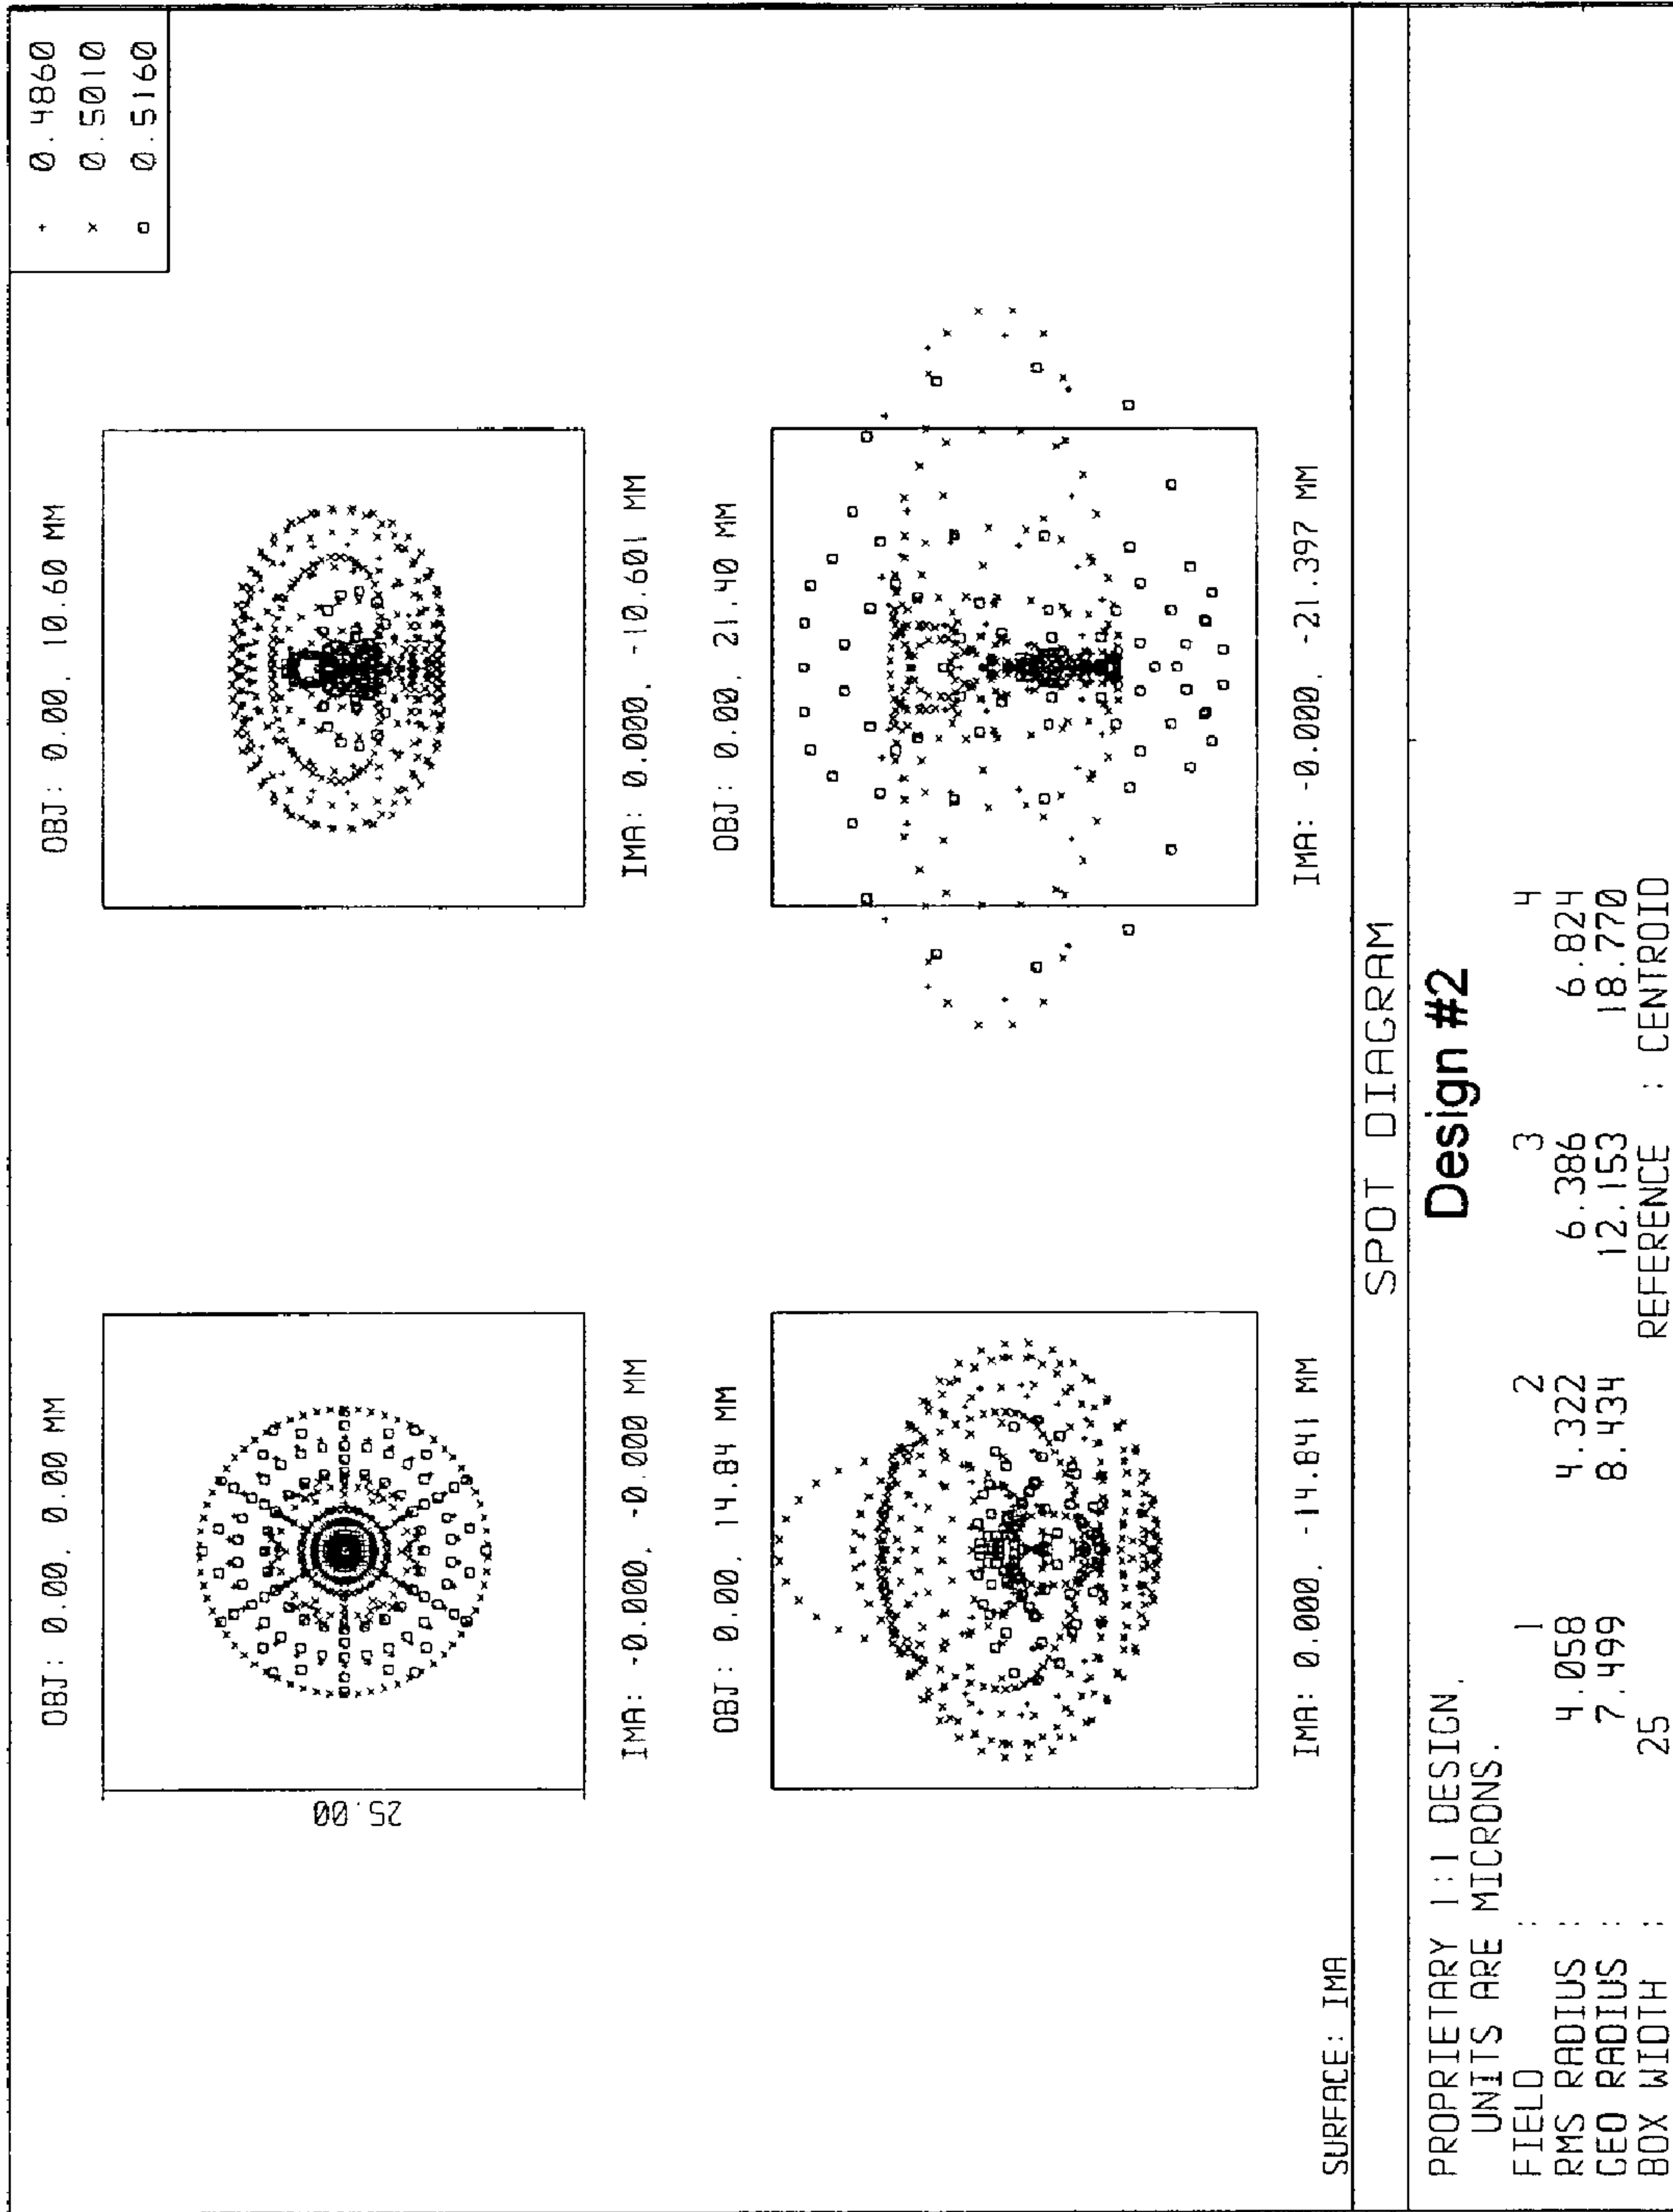 + 0.4860
× 0.5010
□ 0.5160
OBJ: 0.00, 0.00 MM
OBJ: 0.00, 10.60 MM
25.00
IMA: -0.000, -0.000 MM
IMA: 0.000, -10.601 MM
OBJ: 0.00, 14.84 MM
OBJ: 0.00, 21.40 MM
IMA: 0.000, -14.841 MM
IMA: -0.000, -21.397 MM
SURFACE: IMA
SPOT DIAGRAM
Design #2
PROPRIETARY 1:1 DESIGN.
UNITS ARE MICRONS.
FIELD : 1 2 3 4
RMS RADIUS : 4.058 4.322 6.386 6.824
GEO RADIUS : 7.499 8.434 12.153 18.770
BOX WIDTH : 25 REFERENCE : CENTROID